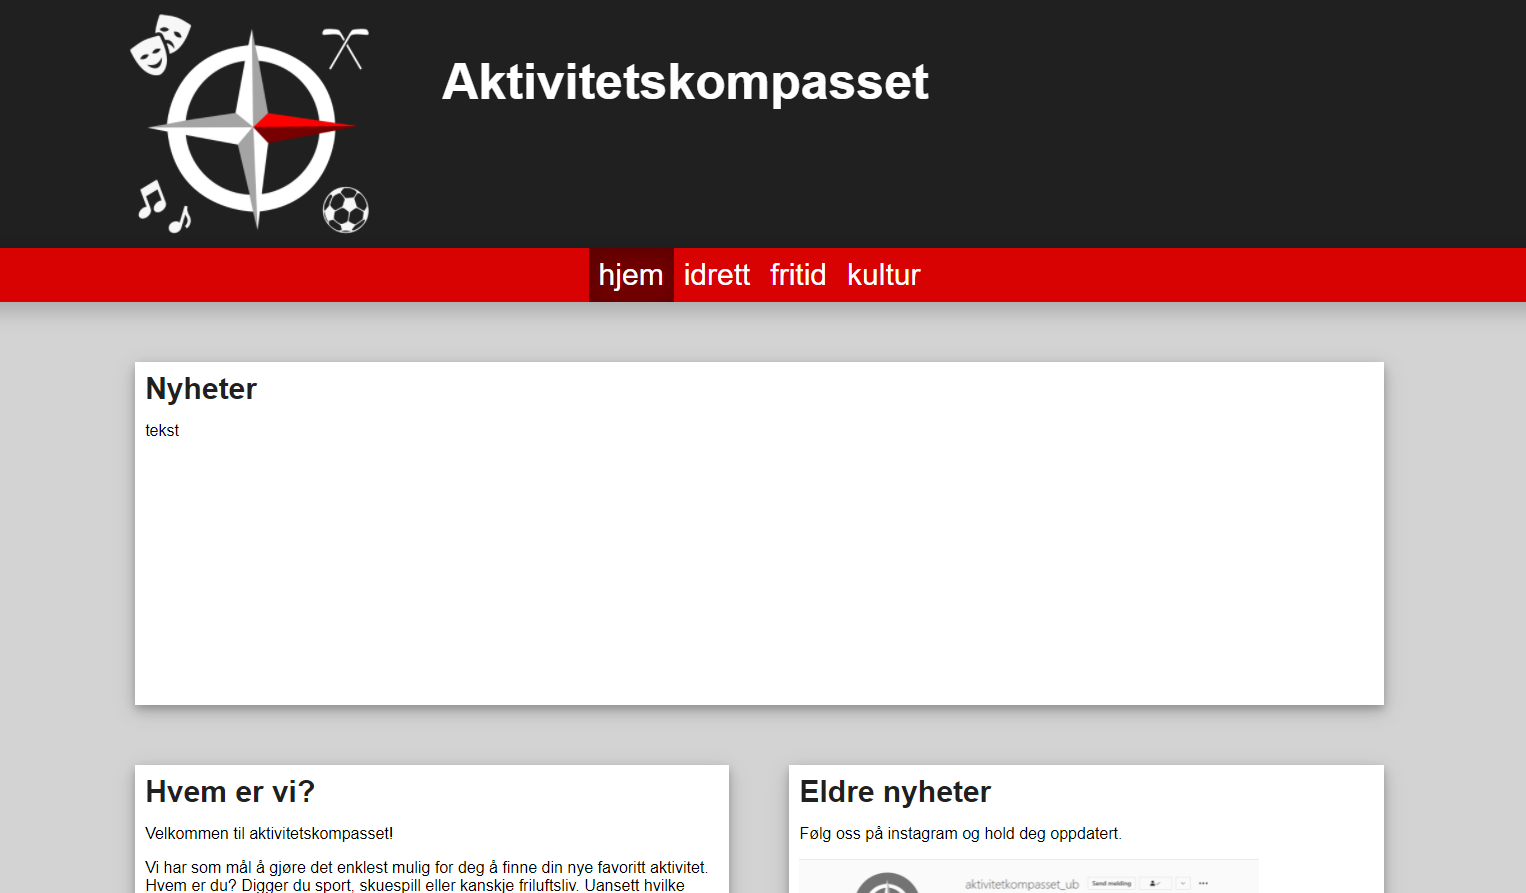 Aktivitetskompasset
hjem idrett fritid kultur
Nyheter
tekst
Hvem er vi?
Velkommen til aktivitetskompasset!
Vi har som mål å gjøre det enklest mulig for deg å finne din nye favoritt aktivitet.
Hvem er du? Digger du sport, skuespill eller kanskje friluftsliv. Uansett hvilke
Eldre nyheter
Følg oss på instagram og hold deg oppdatert.
aktivitetkompasset_ub Send melding